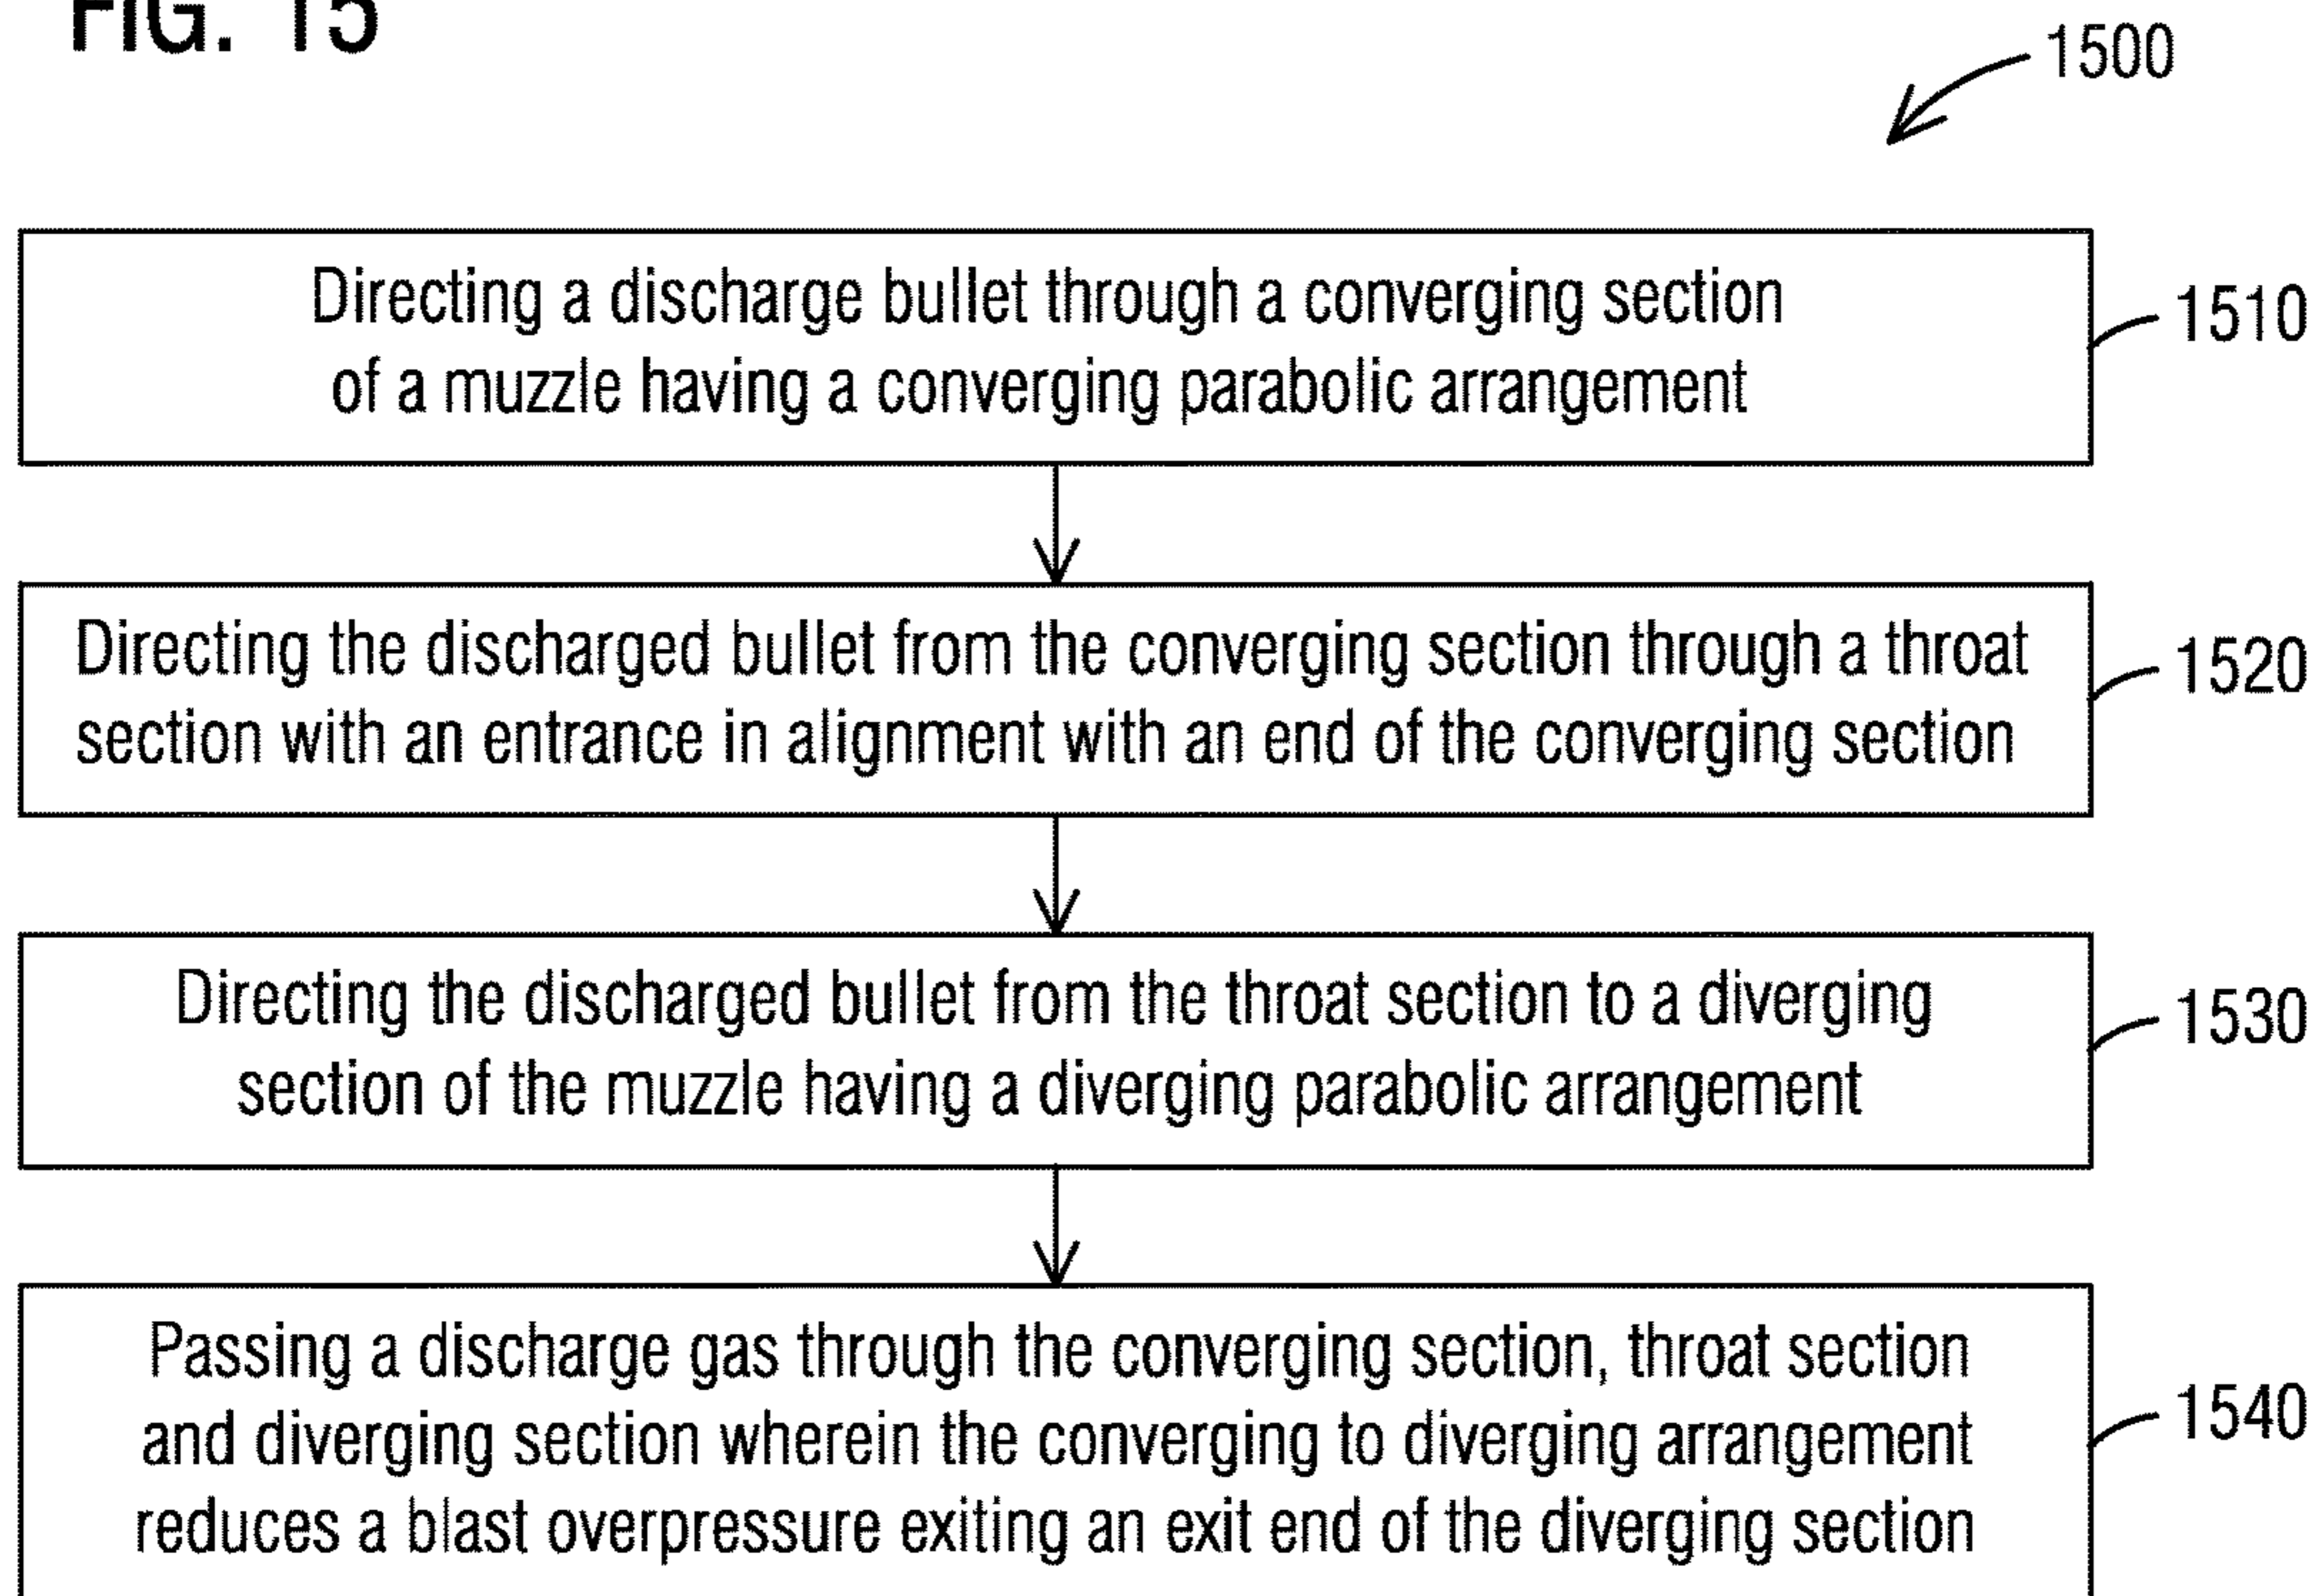 FIG. 15
1500
Directing a discharge bullet through a converging section
of a muzzle having a converging parabolic arrangement
1510
Directing the discharged bullet from the converging section through a throat
section with an entrance in alignment with an end of the converging section
1520
Directing the discharged bullet from the throat section to a diverging
section of the muzzle having a diverging parabolic arrangement
1530
Passing a discharge gas through the converging section, throat section
and diverging section wherein the converging to diverging arrangement
reduces a blast overpressure exiting an exit end of the diverging section
1540